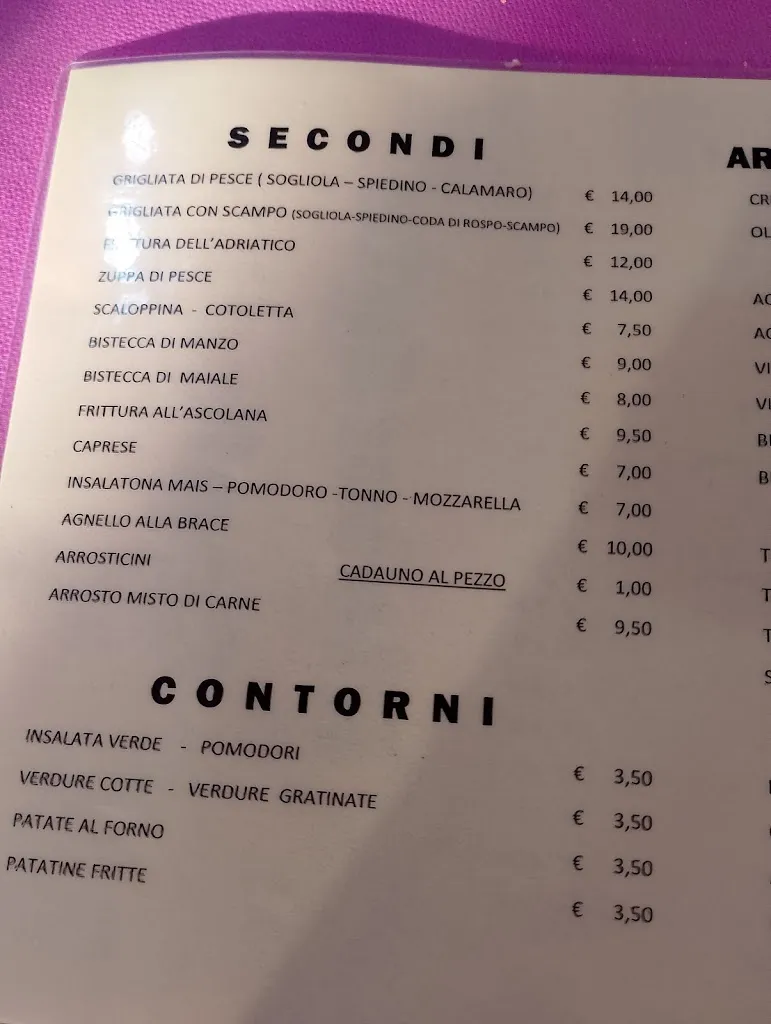 SECONDI
GRIGLIATA DI PESCE ( SOGLIOLA – SPIEDINO - CALAMARO) € 14,00
GRIGLIATA CON SCAMPO (SOGLIOLA-SPIEDINO-CODA DI ROSPO-SCAMPO) € 19,00
FRITTURA DELL'ADRIATICO € 12,00
ZUPPA DI PESCE € 14,00
SCALOPPINA - COTOLETTA € 7,50
BISTECCA DI MANZO € 9,00
BISTECCA DI MAIALE € 8,00
FRITTURA ALL'ASCOLANA € 9,50
CAPRESE € 7,00
INSALATONA MAIS – POMODORO -TONNO - MOZZARELLA € 7,00
AGNELLO ALLA BRACE € 10,00
ARROSTICINI CADAUNO AL PEZZO € 1,00
ARROSTO MISTO DI CARNE € 9,50
CONTORNI
INSALATA VERDE - POMODORI € 3,50
VERDURE COTTE - VERDURE GRATINATE € 3,50
PATATE AL FORNO € 3,50
PATATINE FRITTE € 3,50